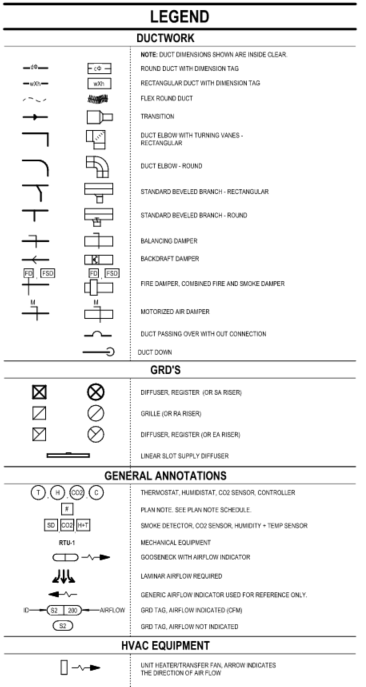 LEGEND
DUCTWORK
NOTE: DUCT DIMENSIONS SHOWN ARE INSIDE CLEAR.
cΦ cΦ ROUND DUCT WITH DIMENSION TAG
wXh wXh RECTANGULAR DUCT WITH DIMENSION TAG
FLEX ROUND DUCT
TRANSITION
DUCT ELBOW WITH TURNING VANES -
RECTANGULAR
DUCT ELBOW - ROUND
STANDARD BEVELED BRANCH - RECTANGULAR
STANDARD BEVELED BRANCH - ROUND
BALANCING DAMPER
BACKDRAFT DAMPER
FD FSD FD FSD
FIRE DAMPER, COMBINED FIRE AND SMOKE DAMPER
M M
MOTORIZED AIR DAMPER
DUCT PASSING OVER WITH OUT CONNECTION
DUCT DOWN
GRD'S
DIFFUSER, REGISTER (OR SA RISER)
GRILLE (OR RA RISER)
DIFFUSER, REGISTER (OR EA RISER)
LINEAR SLOT SUPPLY DIFFUSER
GENERAL ANNOTATIONS
T , H CO2 C THERMOSTAT, HUMIDISTAT, CO2 SENSOR, CONTROLLER
# PLAN NOTE. SEE PLAN NOTE SCHEDULE.
SD CO2 H+T SMOKE DETECTOR, CO2 SENSOR, HUMIDITY + TEMP SENSOR
RTU-1 MECHANICAL EQUIPMENT
GOOSENECK WITH AIRFLOW INDICATOR
LAMINAR AIRFLOW REQUIRED
GENERIC AIRFLOW INDICATOR USED FOR REFERENCE ONLY.
ID S2 200 AIRFLOW GRD TAG, AIRFLOW INDICATED (CFM)
S2 GRD TAG, AIRFLOW NOT INDICATED
HVAC EQUIPMENT
UNIT HEATER/TRANSFER FAN, ARROW INDICATES
THE DIRECTION OF AIR FLOW